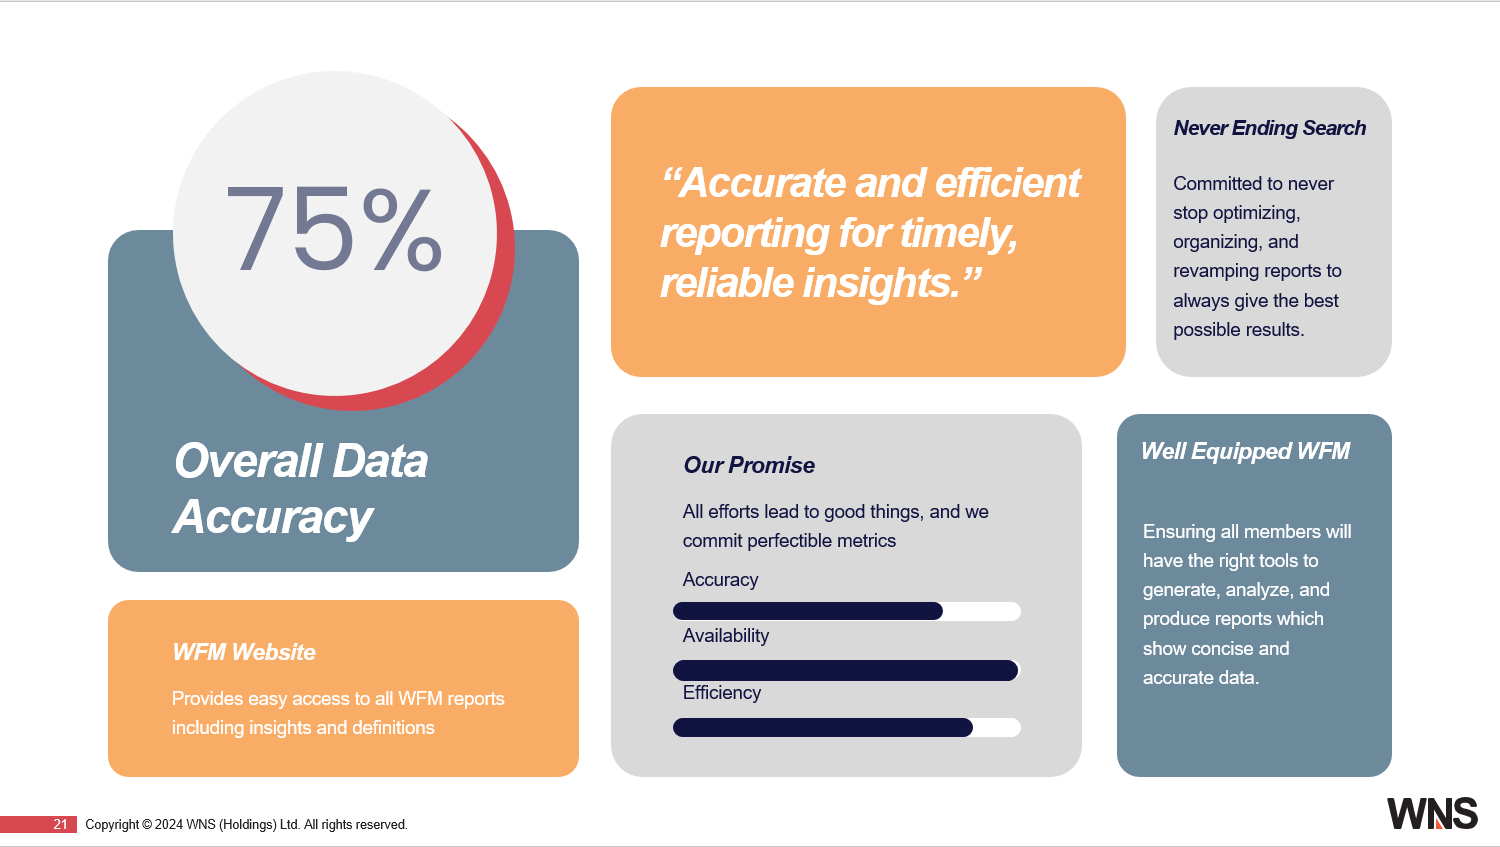 75%
Overall Data
Accuracy
WFM Website
Provides easy access to all WFM reports
including insights and definitions
“Accurate and efficient
reporting for timely,
reliable insights.”
Never Ending Search
Committed to never
stop optimizing,
organizing, and
revamping reports to
always give the best
possible results.
Our Promise
All efforts lead to good things, and we
commit perfectible metrics
Accuracy
Availability
Efficiency
Well Equipped WFM
Ensuring all members will
have the right tools to
generate, analyze, and
produce reports which
show concise and
accurate data.
21 Copyright © 2024 WNS (Holdings) Ltd. All rights reserved.
WNS